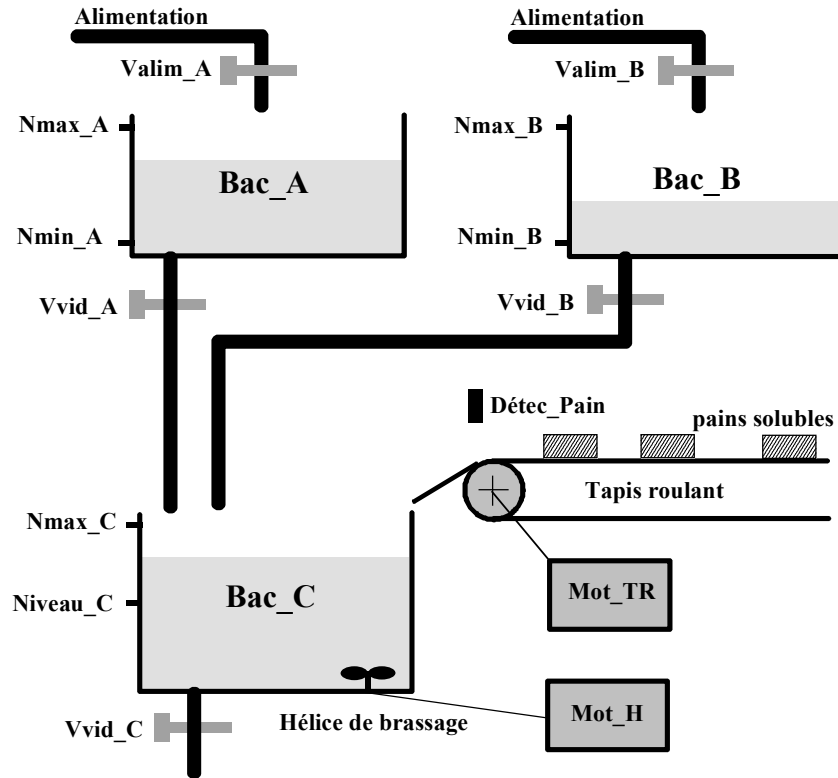 Alimentation
Alimentation
Valim_A
Valim_B
Nmax_A
Nmax_B
Bac_A
Bac_B
Nmin_A
Nmin_B
Vvid_A
Vvid_B
Détec_Pain
pains solubles
Tapis roulant
Nmax_C
Bac_C
Niveau_C
Mot_TR
Vvid_C
Hélice de brassage
Mot_H